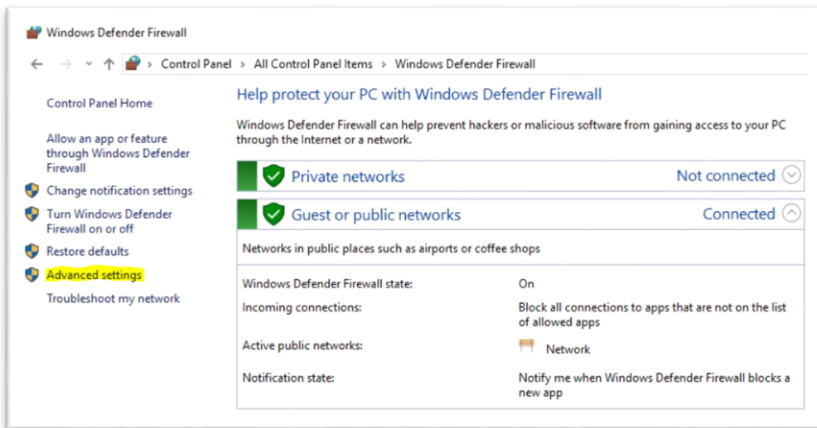 Windows Defender Firewall
Control Panel > All Control Panel Items > Windows Defender Firewall
Control Panel Home
Allow an app or feature
through Windows Defender
Firewall
Change notification settings
Turn Windows Defender
Firewall on or off
Restore defaults
Advanced settings
Troubleshoot my network
Help protect your PC with Windows Defender Firewall
Windows Defender Firewall can help prevent hackers or malicious software from gaining access to your PC
through the Internet or a network.
Private networks Not connected
Guest or public networks Connected
Networks in public places such as airports or coffee shops
Windows Defender Firewall state: On
Incoming connections: Block all connections to apps that are not on the list
of allowed apps
Active public networks: Network
Notification state: Notify me when Windows Defender Firewall blocks a
new app